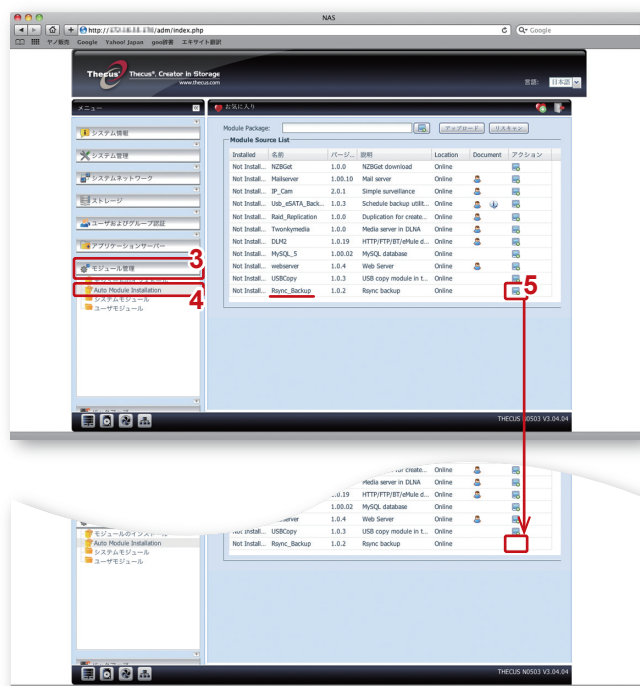 NAS
http:// /adm/index.php
Google
ヤノ販売 Google Yahoo! Japan goo辞書 エキサイト翻訳
Thecus Thecus®, Creator in Storage
www.thecus.com
言語: 日本語
メニュー
お気に入り
システム情報
システム管理
システムネットワーク
ストレージ
ユーザおよびグループ認証
アプリケーションサーバー
モジュール管理
3
Auto Module Installation
4
システムモジュール
ユーザモジュール
Module Package: アップロード リスキャン
Module Source List
Installed 名前 バージ... 説明 Location Document アクション
Not Install... NZBGet 1.0.0 NZBGet download Online
Not Install... Mailserver 1.00.10 Mail server Online
Not Install... IP_Cam 2.0.1 Simple surveillance Online
Not Install... Usb_eSATA_Back... 1.0.3 Schedule backup utilit... Online
Not Install... Raid_Replication 1.0.0 Duplication for create... Online
Not Install... Twonkymedia 1.0.0 Media server in DLNA Online
Not Install... DLM2 1.0.19 HTTP/FTP/BT/eMule d... Online
Not Install... MySQL_5 1.00.02 MySQL database Online
Not Install... webserver 1.0.4 Web Server Online
Not Install... USBCopy 1.0.3 USB copy module in t... Online
Not Install... Rsync_Backup 1.0.2 Rsync backup Online
5
THECUS N0503 V3.04.04
for create... Online
Media server in DLNA Online
.0.19 HTTP/FTP/BT/eMule d... Online
1.00.02 MySQL database Online
server 1.0.4 Web Server Online
Not Install... USBCopy 1.0.3 USB copy module in t... Online
Not Install... Rsync_Backup 1.0.2 Rsync backup Online
モジュールのインストール
Auto Module Installation
システムモジュール
ユーザモジュール
THECUS N0503 V3.04.04